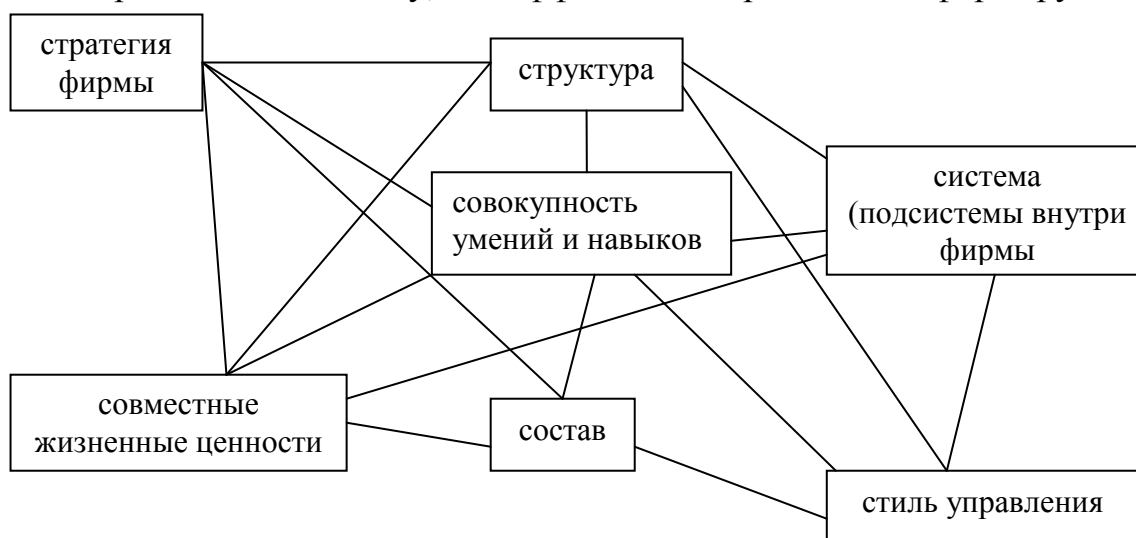 стратегия
фирмы
структура
совокупность
умений и навыков
система
(подсистемы внутри
фирмы
совместные
жизненные ценности
состав
стиль управления